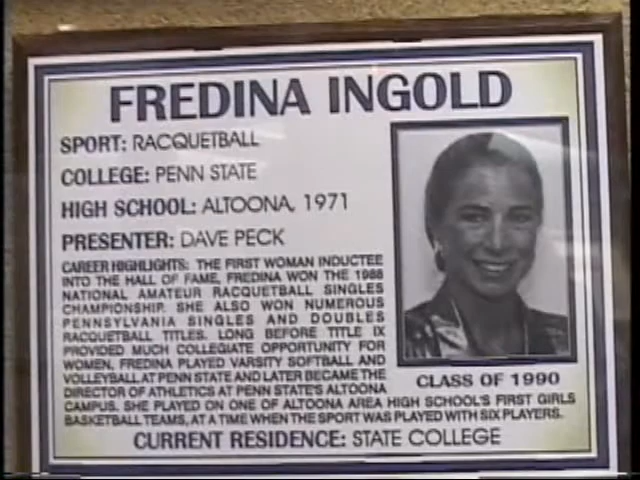 FREDINA INGOLD
SPORT: RACQUETBALL
COLLEGE: PENN STATE
HIGH SCHOOL: ALTOONA, 1971
PRESENTER: DAVE PECK
CAREER HIGHLIGHTS: THE FIRST WOMAN INDUCTEE
INTO THE HALL OF FAME, FREDINA WON THE 1988
NATIONAL AMATEUR RACQUETBALL SINGLES
CHAMPIONSHIP. SHE ALSO WON NUMEROUS
PENNSYLVANIA SINGLES AND DOUBLES
RACQUETBALL TITLES. LONG BEFORE TITLE IX
PROVIDED MUCH COLLEGIATE OPPORTUNITY FOR
WOMEN, FREDINA PLAYED VARSITY SOFTBALL AND
VOLLEYBALL AT PENN STATE AND LATER BECAME THE
DIRECTOR OF ATHLETICS AT PENN STATE'S ALTOONA
CAMPUS. SHE PLAYED ON ONE OF ALTOONA AREA HIGH SCHOOL'S FIRST GIRLS
BASKETBALL TEAMS, AT A TIME WHEN THE SPORT WAS PLAYED WITH SIX PLAYERS.
CLASS OF 1990
CURRENT RESIDENCE: STATE COLLEGE